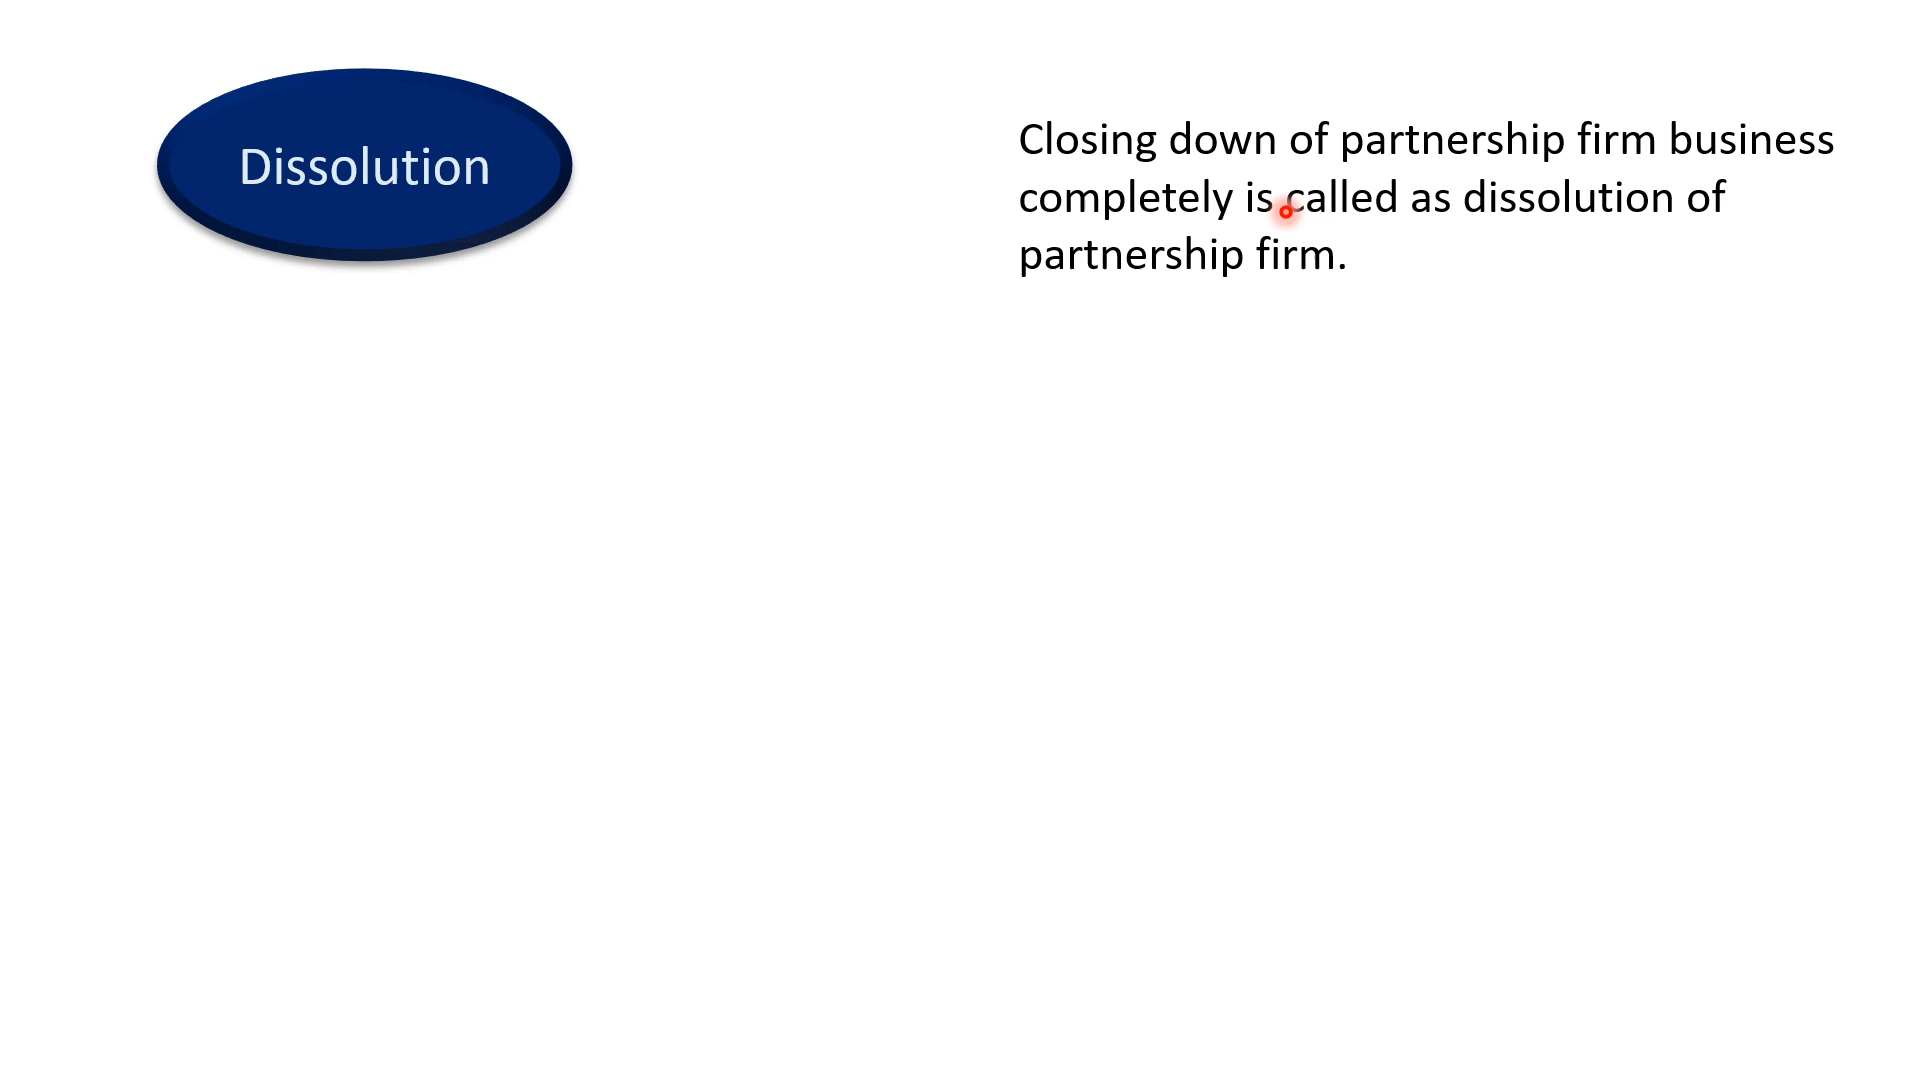 Dissolution
Closing down of partnership firm business
completely is called as dissolution of
partnership firm.